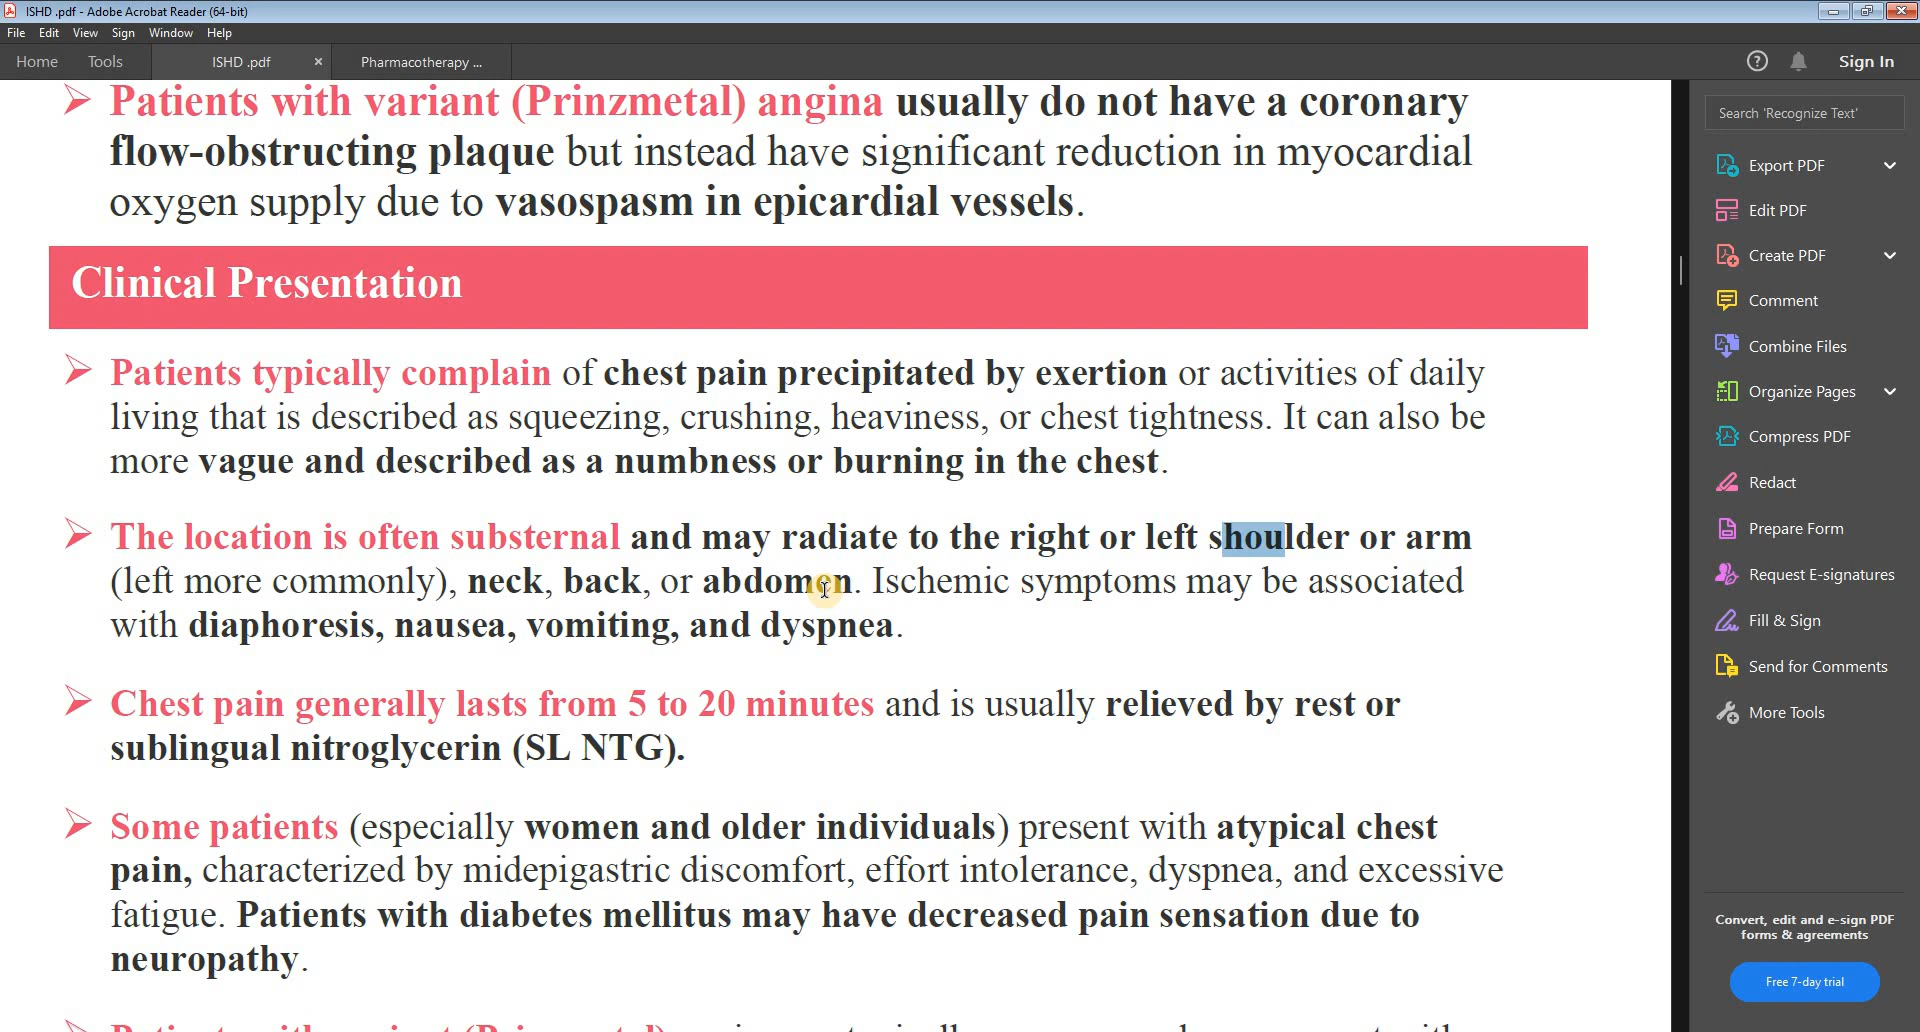 ISHD .pdf - Adobe Acrobat Reader (64-bit)
File Edit View Sign Window Help
Home Tools ISHD .pdf × Pharmacotherapy ... Sign In
Patients with variant (Prinzmetal) angina usually do not have a coronary
flow-obstructing plaque but instead have significant reduction in myocardial
oxygen supply due to vasospasm in epicardial vessels.
Clinical Presentation
Patients typically complain of chest pain precipitated by exertion or activities of daily
living that is described as squeezing, crushing, heaviness, or chest tightness. It can also be
more vague and described as a numbness or burning in the chest.
The location is often substernal and may radiate to the right or left shoulder or arm
(left more commonly), neck, back, or abdomen. Ischemic symptoms may be associated
with diaphoresis, nausea, vomiting, and dyspnea.
Chest pain generally lasts from 5 to 20 minutes and is usually relieved by rest or
sublingual nitroglycerin (SL NTG).
Some patients (especially women and older individuals) present with atypical chest
pain, characterized by midepigastric discomfort, effort intolerance, dyspnea, and excessive
fatigue. Patients with diabetes mellitus may have decreased pain sensation due to
neuropathy.
Search 'Recognize Text'
Export PDF
Edit PDF
Create PDF
Comment
Combine Files
Organize Pages
Compress PDF
Redact
Prepare Form
Request E-signatures
Fill & Sign
Send for Comments
More Tools
Convert, edit and e-sign PDF
forms & agreements
Free 7-day trial